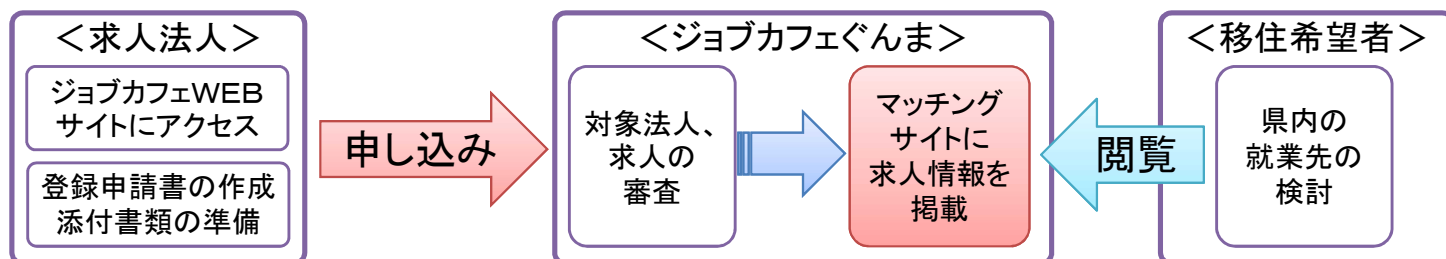 ＜求人法人＞
ジョブカフェWEB
サイトにアクセス
登録申請書の作成
添付書類の準備
申し込み
＜ジョブカフェぐんま＞
対象法人、
求人の
審査
マッチング
サイトに
求人情報を
掲載
閲覧
＜移住希望者＞
県内の
就業先の
検討